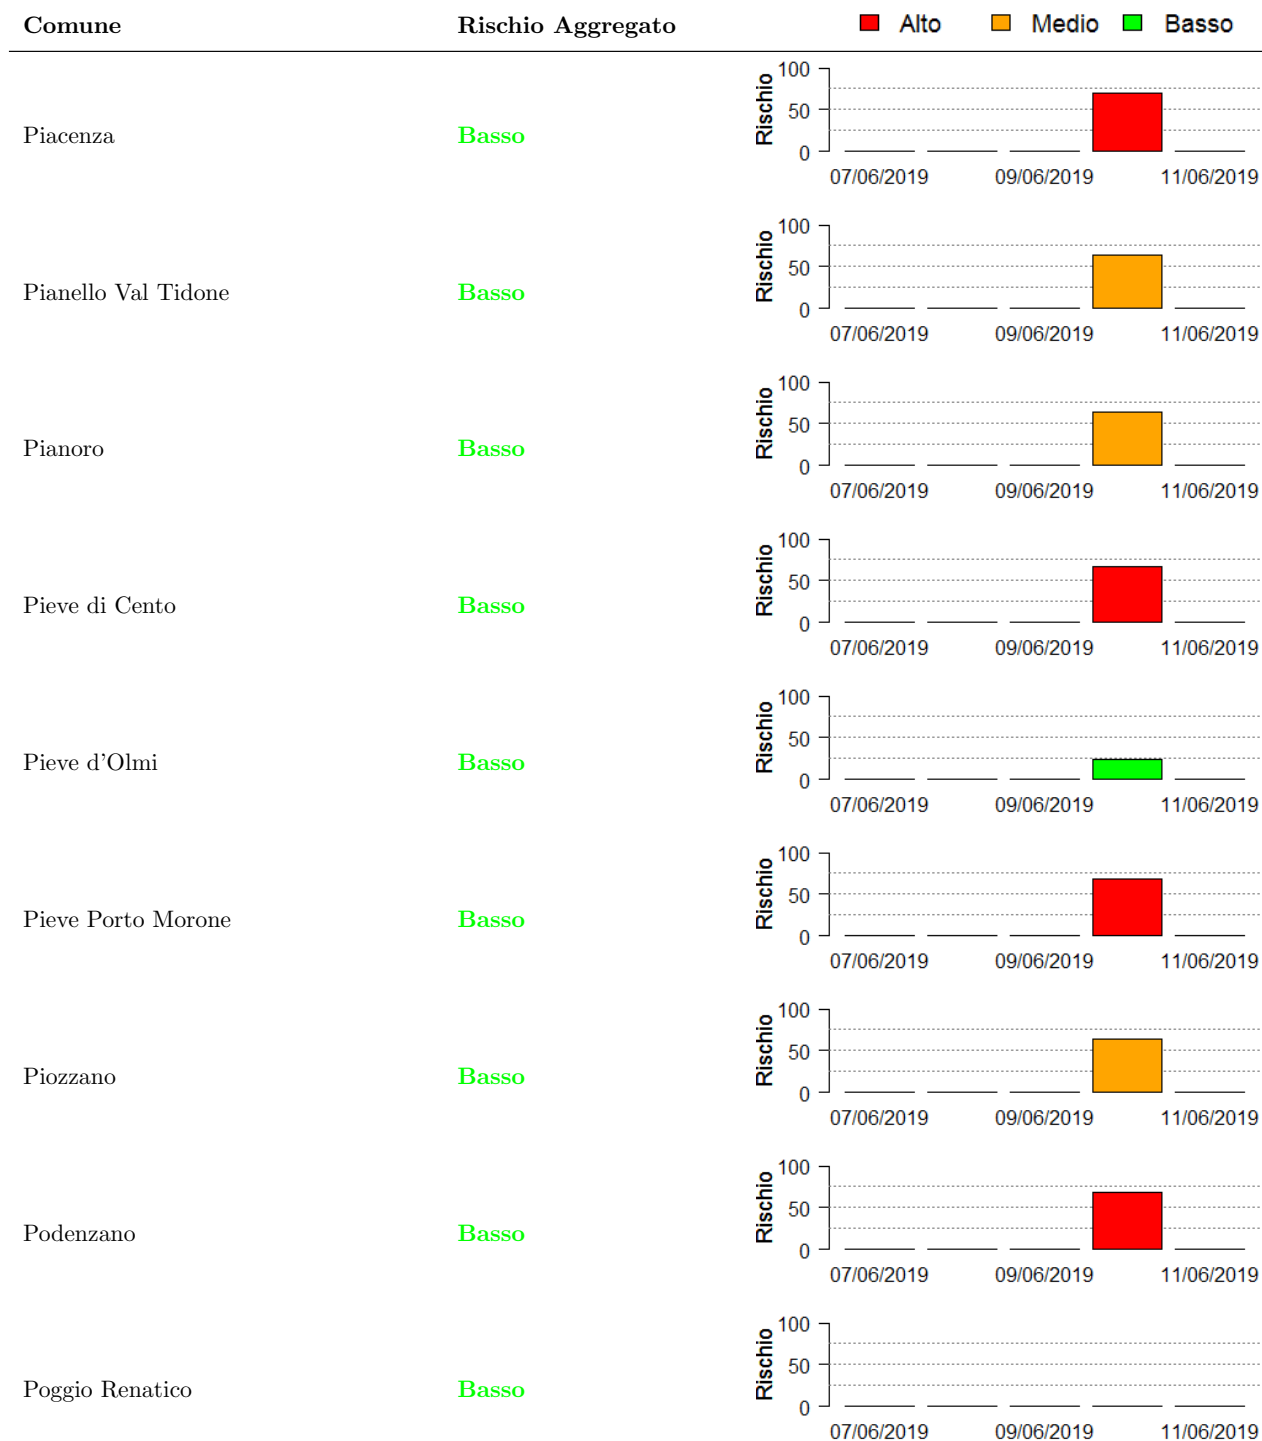 Comune Rischio Aggregato Alto Medio Basso
Piacenza Basso
Rischio
100
50
0
07/06/2019 09/06/2019 11/06/2019
Pianello Val Tidone Basso
Rischio
100
50
0
07/06/2019 09/06/2019 11/06/2019
Pianoro Basso
Rischio
100
50
0
07/06/2019 09/06/2019 11/06/2019
Pieve di Cento Basso
Rischio
100
50
0
07/06/2019 09/06/2019 11/06/2019
Pieve d'Olmi Basso
Rischio
100
50
0
07/06/2019 09/06/2019 11/06/2019
Pieve Porto Morone Basso
Rischio
100
50
0
07/06/2019 09/06/2019 11/06/2019
Piozzano Basso
Rischio
100
50
0
07/06/2019 09/06/2019 11/06/2019
Podenzano Basso
Rischio
100
50
0
07/06/2019 09/06/2019 11/06/2019
Poggio Renatico Basso
Rischio
100
50
0
07/06/2019 09/06/2019 11/06/2019